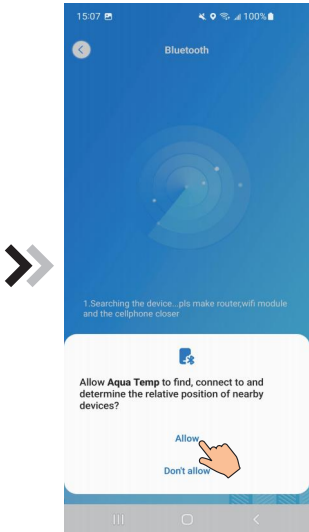 15:07 100%
Bluetooth
1.Searching the device...pls make router,wifi module
and the cellphone closer
Allow Aqua Temp to find, connect to and
determine the relative position of nearby
devices?
Allow
Don't allow